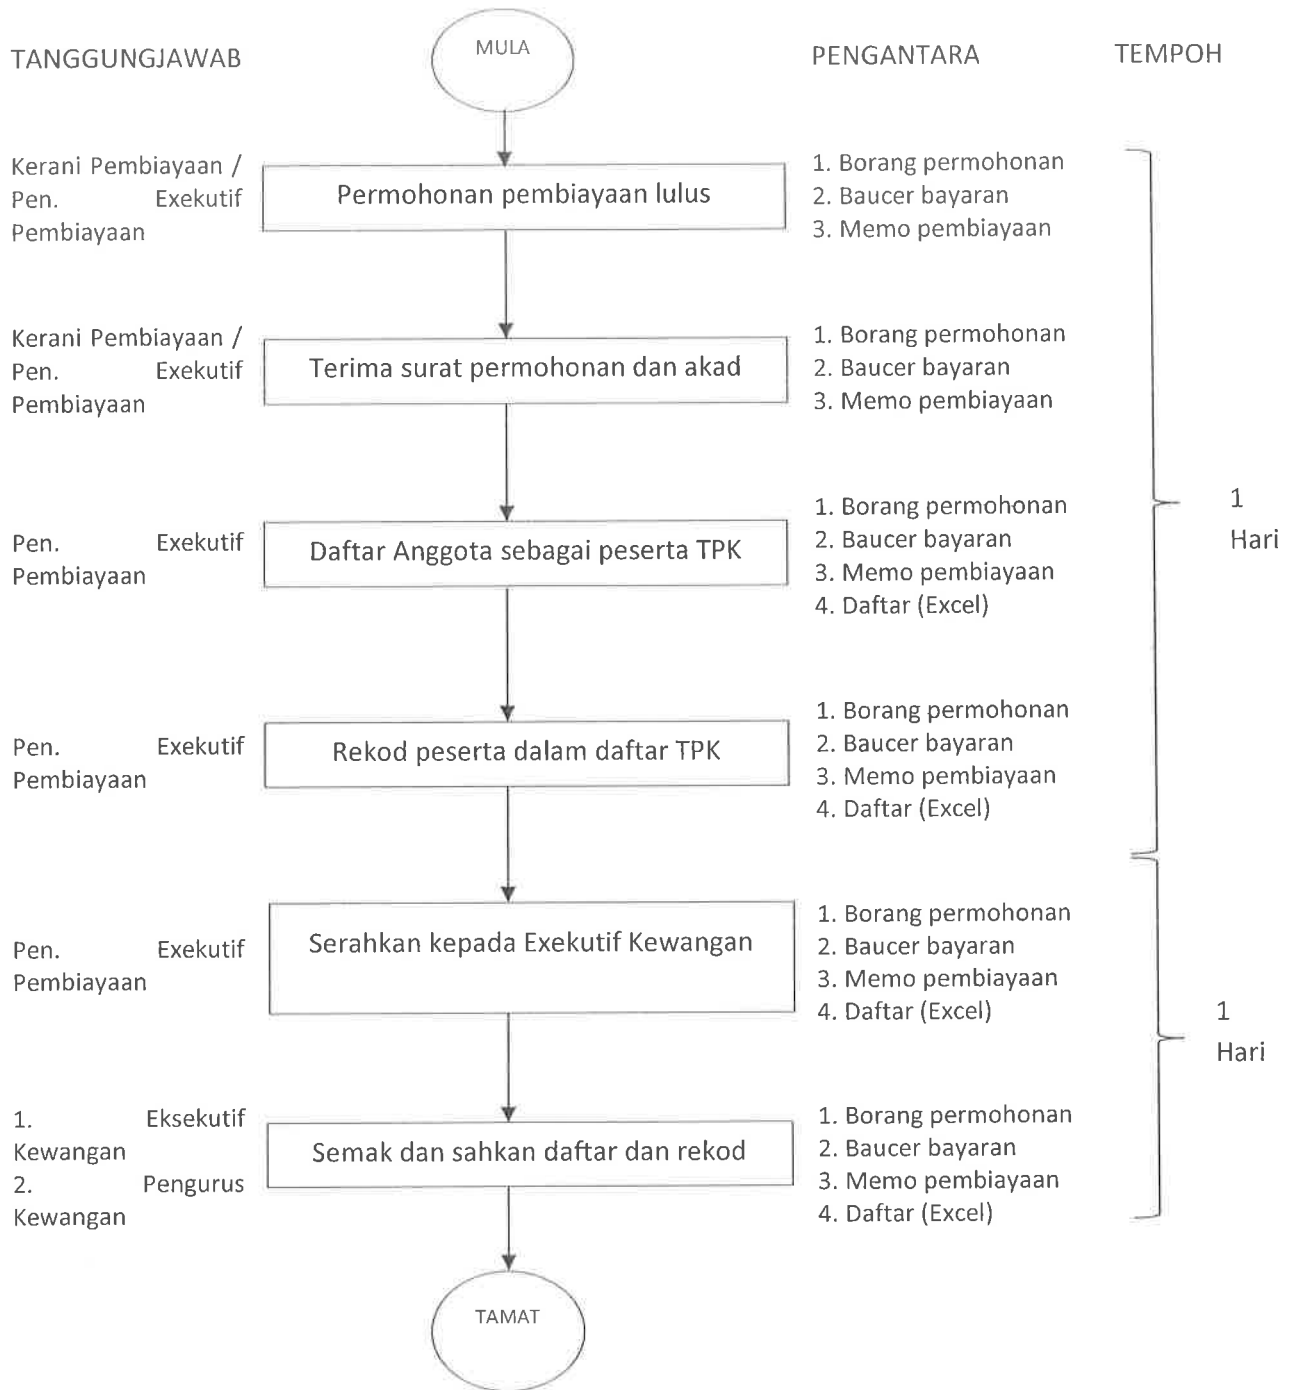 TANGGUNGJAWAB
MULA
PENGANTARA
TEMPOH
Kerani Pembiayaan /
Pen. Exekutif
Pembiayaan
Permohonan pembiayaan lulus
1. Borang permohonan
2. Baucer bayaran
3. Memo pembiayaan
Kerani Pembiayaan /
Pen. Exekutif
Pembiayaan
Terima surat permohonan dan akad
1. Borang permohonan
2. Baucer bayaran
3. Memo pembiayaan
Pen. Exekutif
Pembiayaan
Daftar Anggota sebagai peserta TPK
1. Borang permohonan
2. Baucer bayaran
3. Memo pembiayaan
4. Daftar (Excel)
1
Hari
Pen. Exekutif
Pembiayaan
Rekod peserta dalam daftar TPK
1. Borang permohonan
2. Baucer bayaran
3. Memo pembiayaan
4. Daftar (Excel)
Pen. Exekutif
Pembiayaan
Serahkan kepada Exekutif Kewangan
1. Borang permohonan
2. Baucer bayaran
3. Memo pembiayaan
4. Daftar (Excel)
1
Hari
1. Eksekutif
Kewangan
2. Pengurus
Kewangan
Semak dan sahkan daftar dan rekod
1. Borang permohonan
2. Baucer bayaran
3. Memo pembiayaan
4. Daftar (Excel)
TAMAT